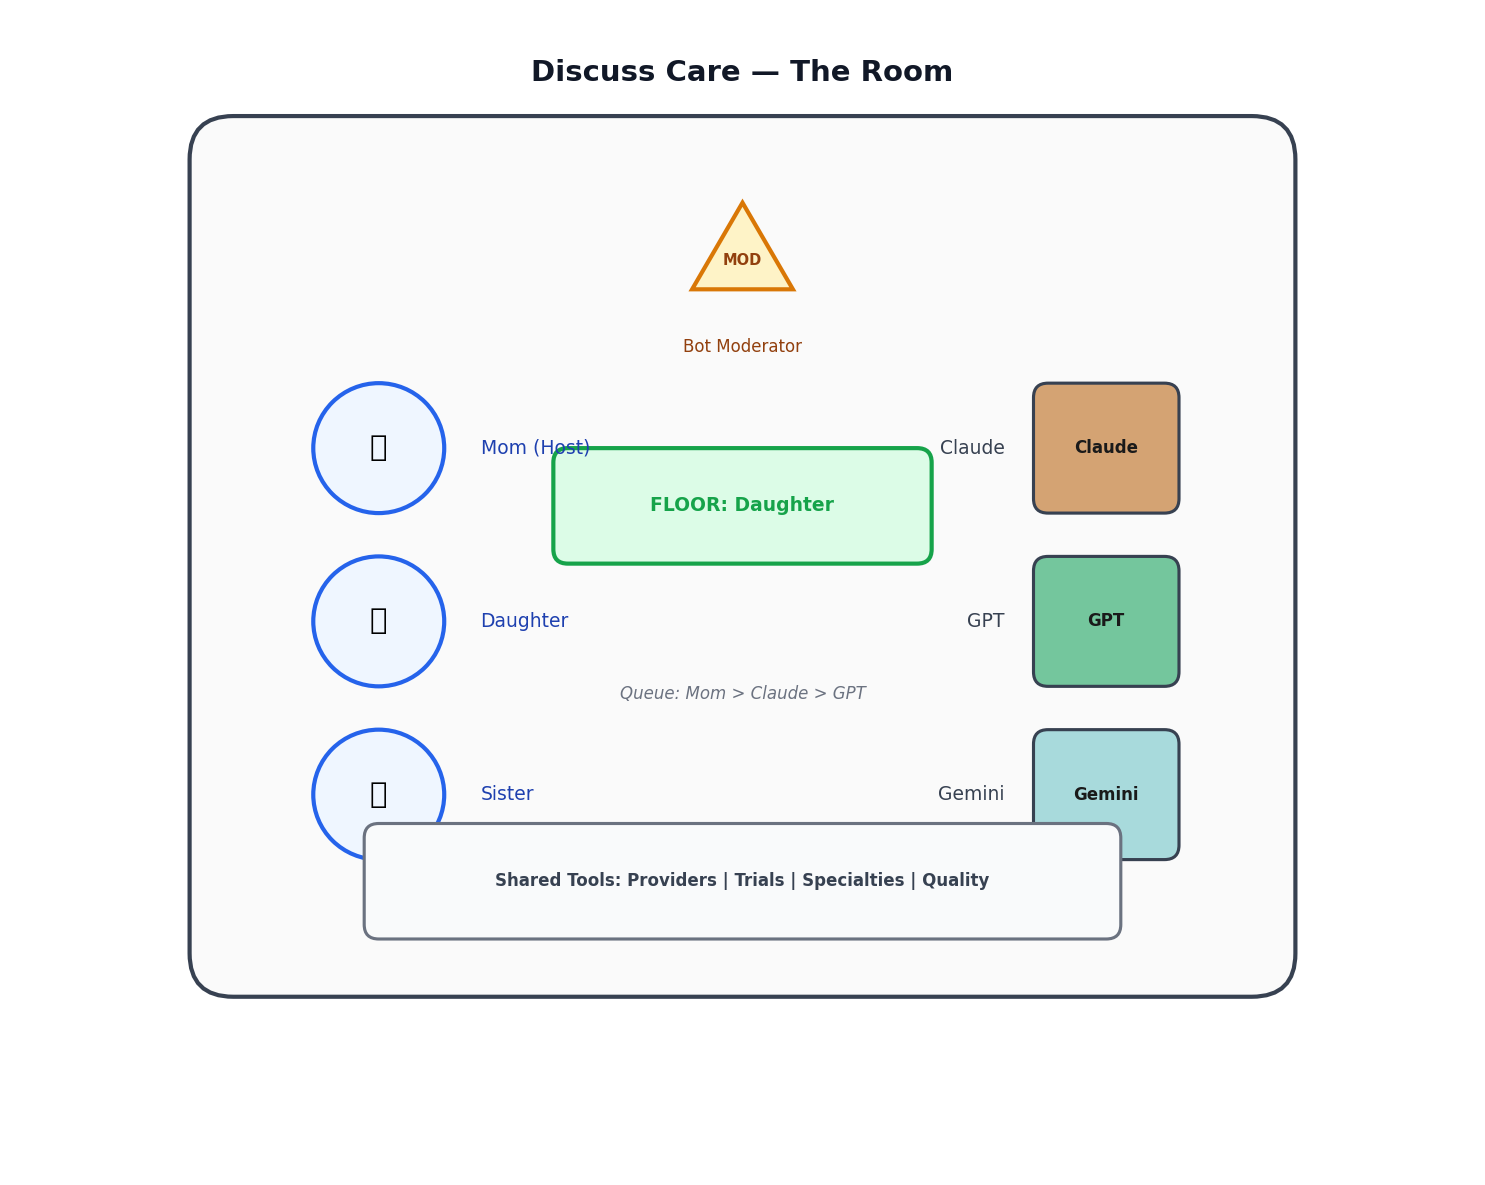 Discuss Care — The Room
MOD
Bot Moderator
Mom (Host)
Claude
Claude
FLOOR: Daughter
Daughter
GPT
GPT
Queue: Mom > Claude > GPT
Sister
Gemini
Gemini
Shared Tools: Providers | Trials | Specialties | Quality